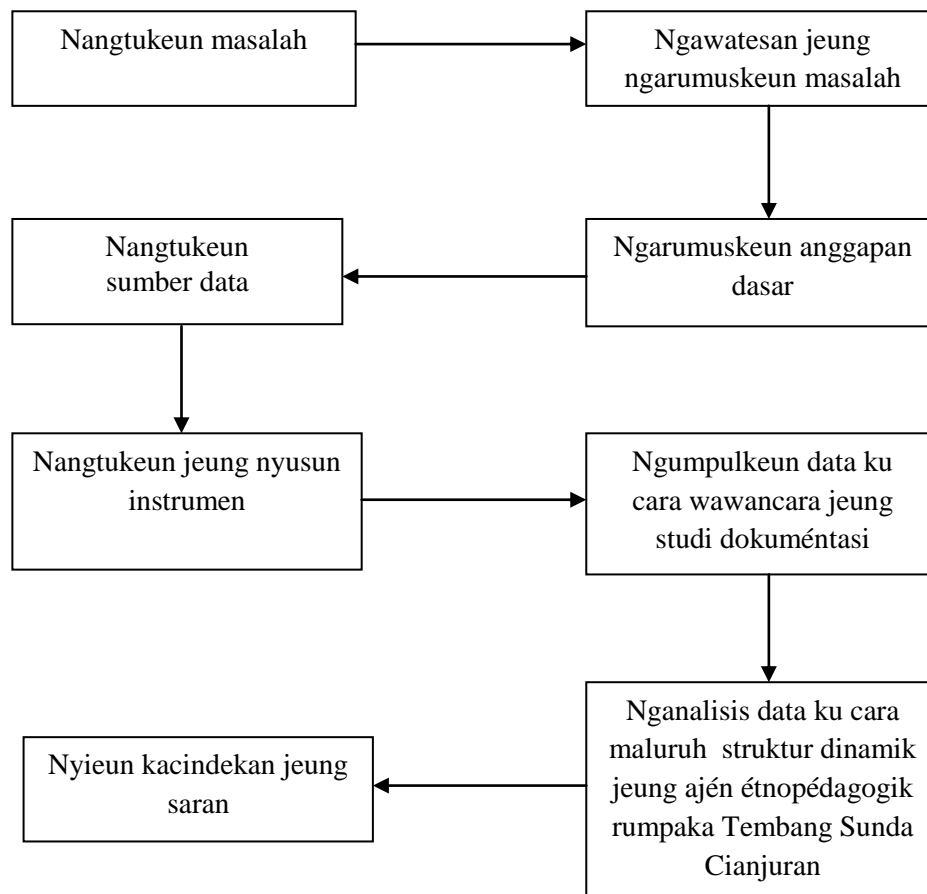 Nangtukeun masalah
Ngawatesan jeung
ngarumuskeun masalah
Ngarumuskeun anggapan
dasar
Nangtukeun
sumber data
Nangtukeun jeung nyusun
instrumen
Ngumpulkeun data ku
cara wawancara jeung
studi dokuméntasi
Nganalisis data ku cara
maluruh struktur dinamik
jeung ajén étnopédagogik
rumpaka Tembang Sunda
Cianjuran
Nyieun kacindekan jeung
saran